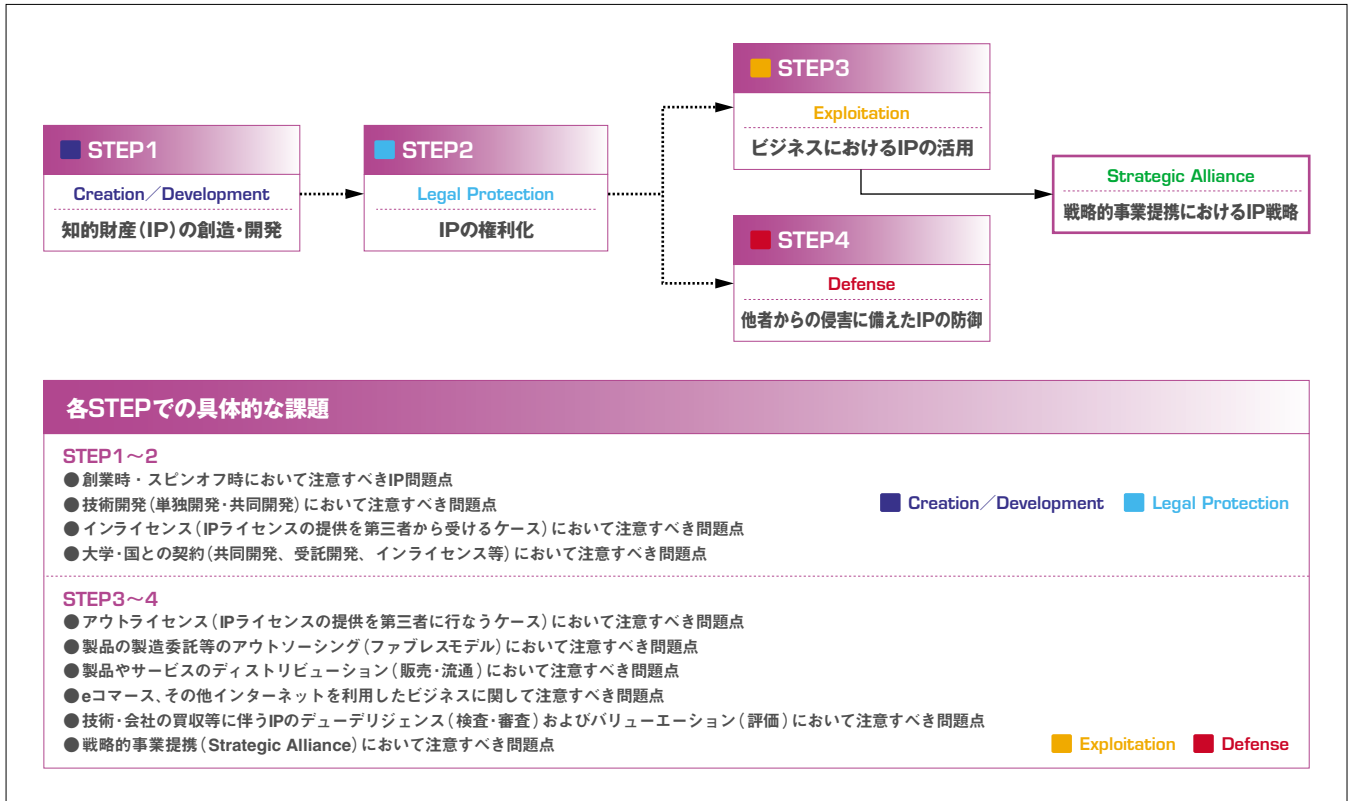 STEP1
Creation／Development
知的財産（IP）の創造・開発
STEP2
Legal Protection
IPの権利化
STEP3
Exploitation
ビジネスにおけるIPの活用
STEP4
Defense
他者からの侵害に備えたIPの防御
Strategic Alliance
戦略的事業提携におけるIP戦略
各STEPでの具体的な課題
STEP1～2
●創業時・スピンオフ時において注意すべきIP問題点
●技術開発（単独開発・共同開発）において注意すべき問題点
●インライセンス（IPライセンスの提供を第三者から受けるケース）において注意すべき問題点
●大学・国との契約（共同開発、受託開発、インライセンス等）において注意すべき問題点
Creation／Development Legal Protection
STEP3～4
●アウトライセンス（IPライセンスの提供を第三者に行なうケース）において注意すべき問題点
●製品の製造委託等のアウトソーシング（ファブレスモデル）において注意すべき問題点
●製品やサービスのディストリビューション（販売・流通）において注意すべき問題点
●eコマース、その他インターネットを利用したビジネスに関して注意すべき問題点
●技術・会社の買収等に伴うIPのデューデリジェンス（検査・審査）およびバリューエーション（評価）において注意すべき問題点
●戦略的事業提携（Strategic Alliance）において注意すべき問題点
Exploitation Defense